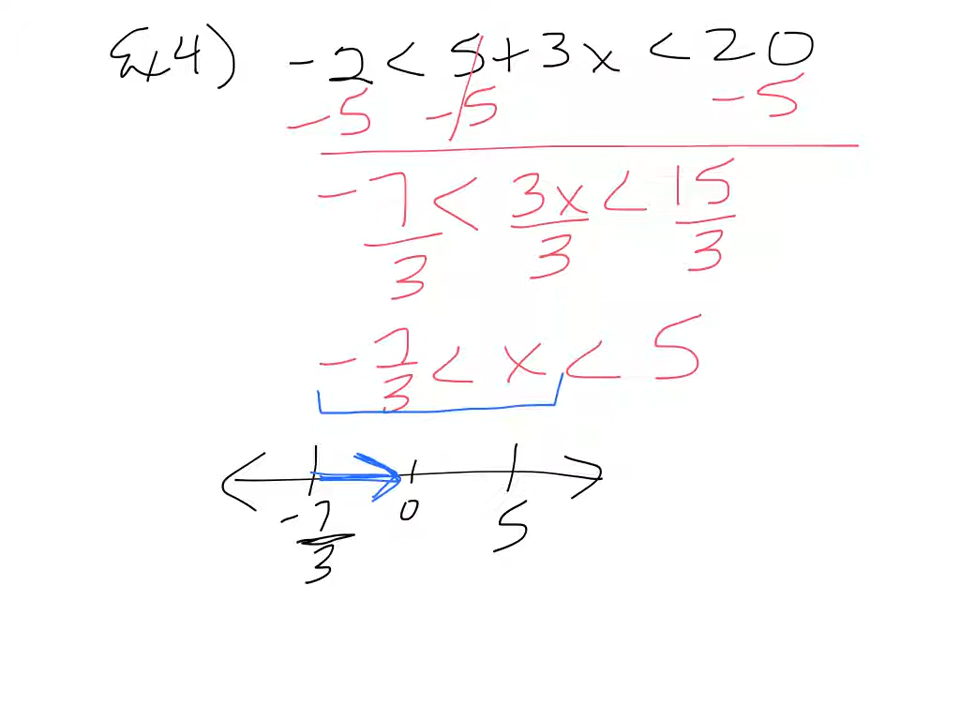 Ex4) -2 < 5 + 3x < 20
-5 -5 -5
-7/3 < 3x/3 < 15/3
-7/3 < x < 5
-7/3 0 5